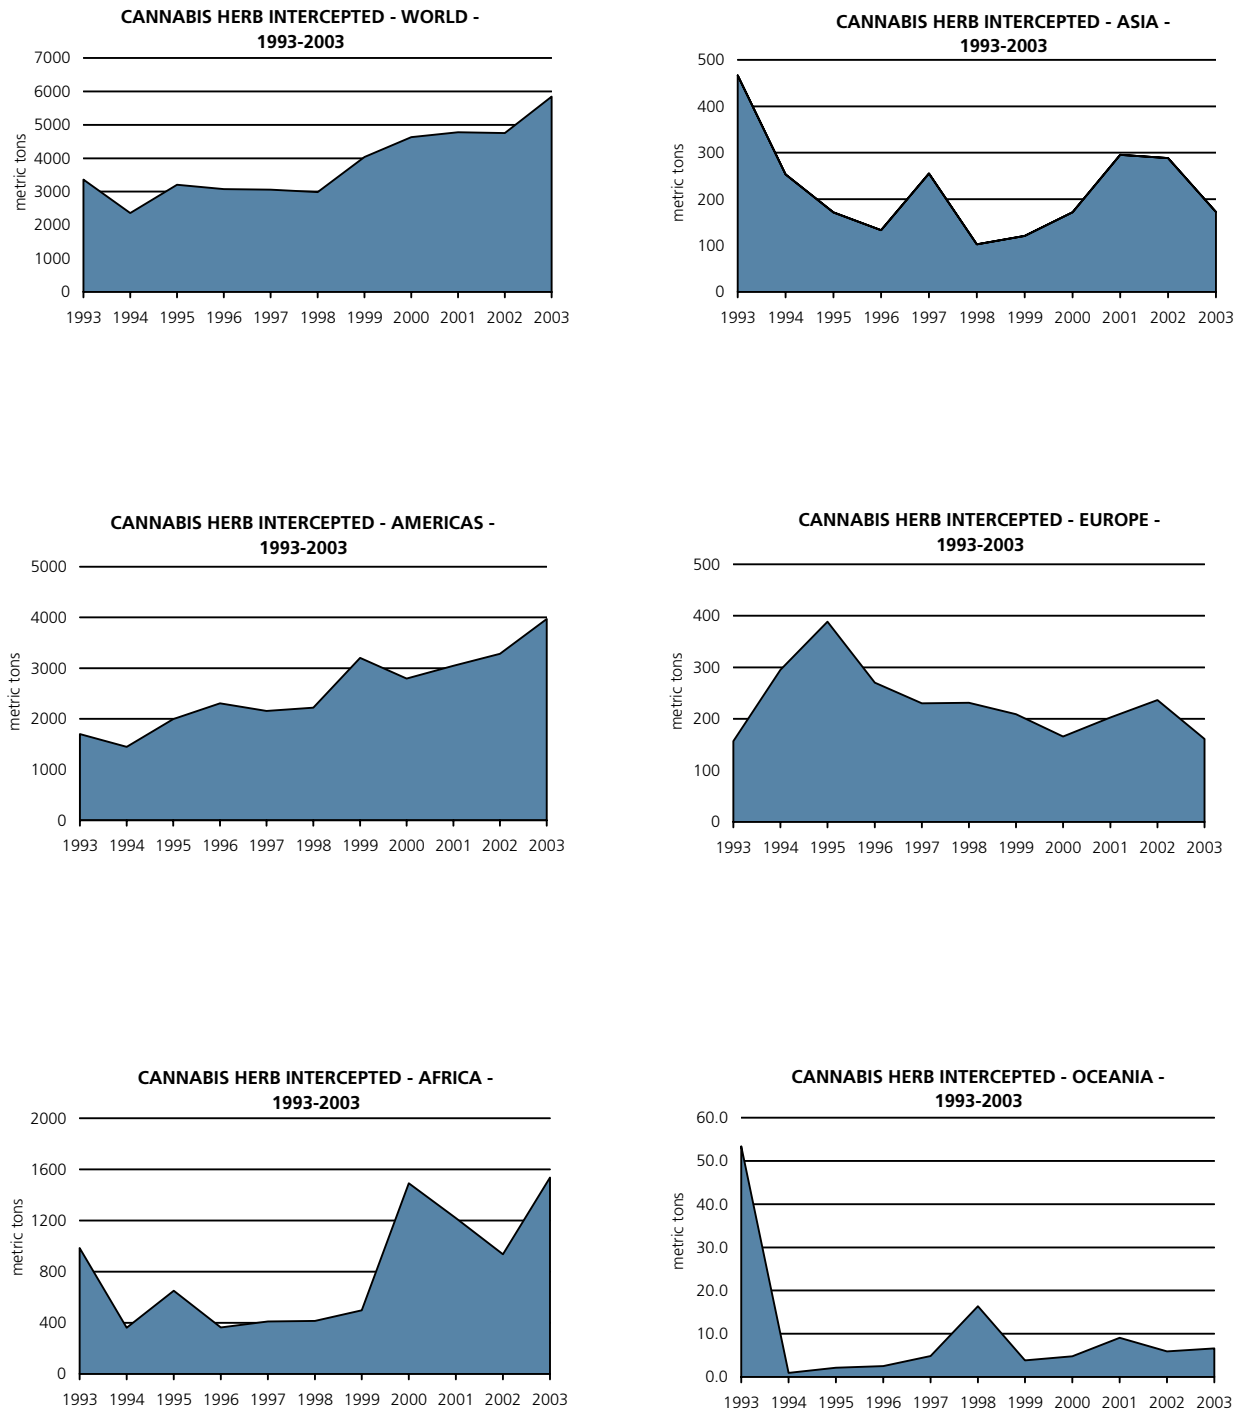 CANNABIS HERB INTERCEPTED - WORLD -
1993-2003
7000
6000
5000
4000
3000
2000
1000
0
metric tons
1993 1994 1995 1996 1997 1998 1999 2000 2001 2002 2003
CANNABIS HERB INTERCEPTED - ASIA -
1993-2003
500
400
300
200
100
0
metric tons
1993 1994 1995 1996 1997 1998 1999 2000 2001 2002 2003
CANNABIS HERB INTERCEPTED - AMERICAS -
1993-2003
5000
4000
3000
2000
1000
0
metric tons
1993 1994 1995 1996 1997 1998 1999 2000 2001 2002 2003
CANNABIS HERB INTERCEPTED - EUROPE -
1993-2003
500
400
300
200
100
0
metric tons
1993 1994 1995 1996 1997 1998 1999 2000 2001 2002 2003
CANNABIS HERB INTERCEPTED - AFRICA -
1993-2003
2000
1600
1200
800
400
0
metric tons
1993 1994 1995 1996 1997 1998 1999 2000 2001 2002 2003
CANNABIS HERB INTERCEPTED - OCEANIA -
1993-2003
60.0
50.0
40.0
30.0
20.0
10.0
0.0
metric tons
1993 1994 1995 1996 1997 1998 1999 2000 2001 2002 2003